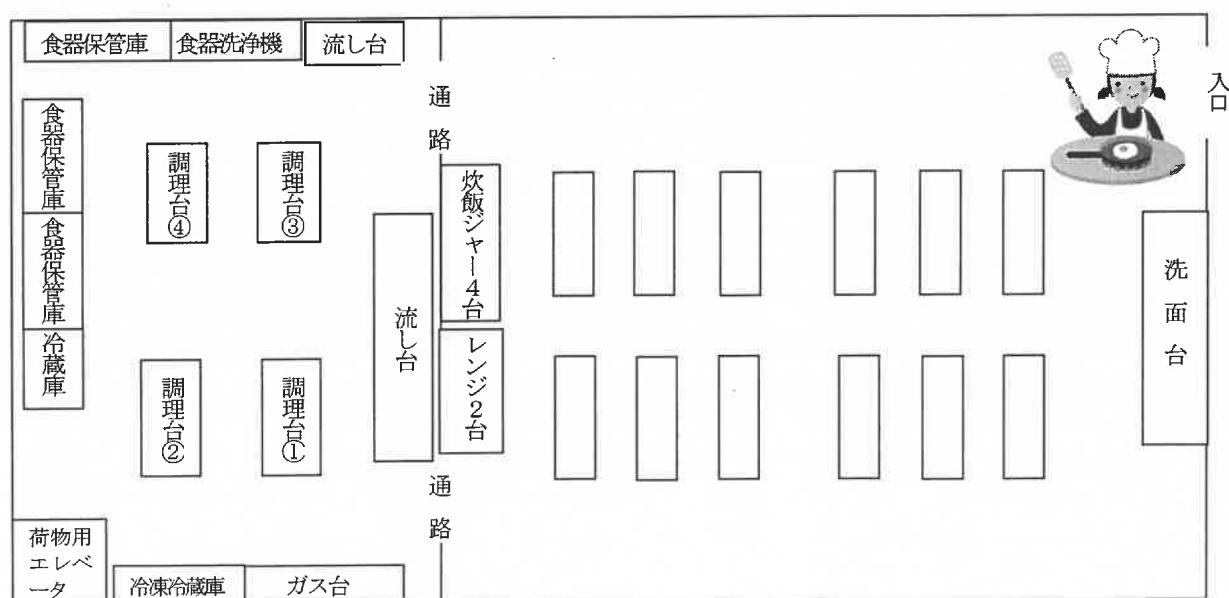 食器保管庫
食器洗浄機
流し台
入口
通路
食器保管庫
調理台④
調理台③
炊飯ジャー4台
食器保管庫
流し台
洗面台
冷蔵庫
レンジ2台
調理台②
調理台①
通路
荷物用
エレベ
ータ
冷凍冷蔵庫
ガス台